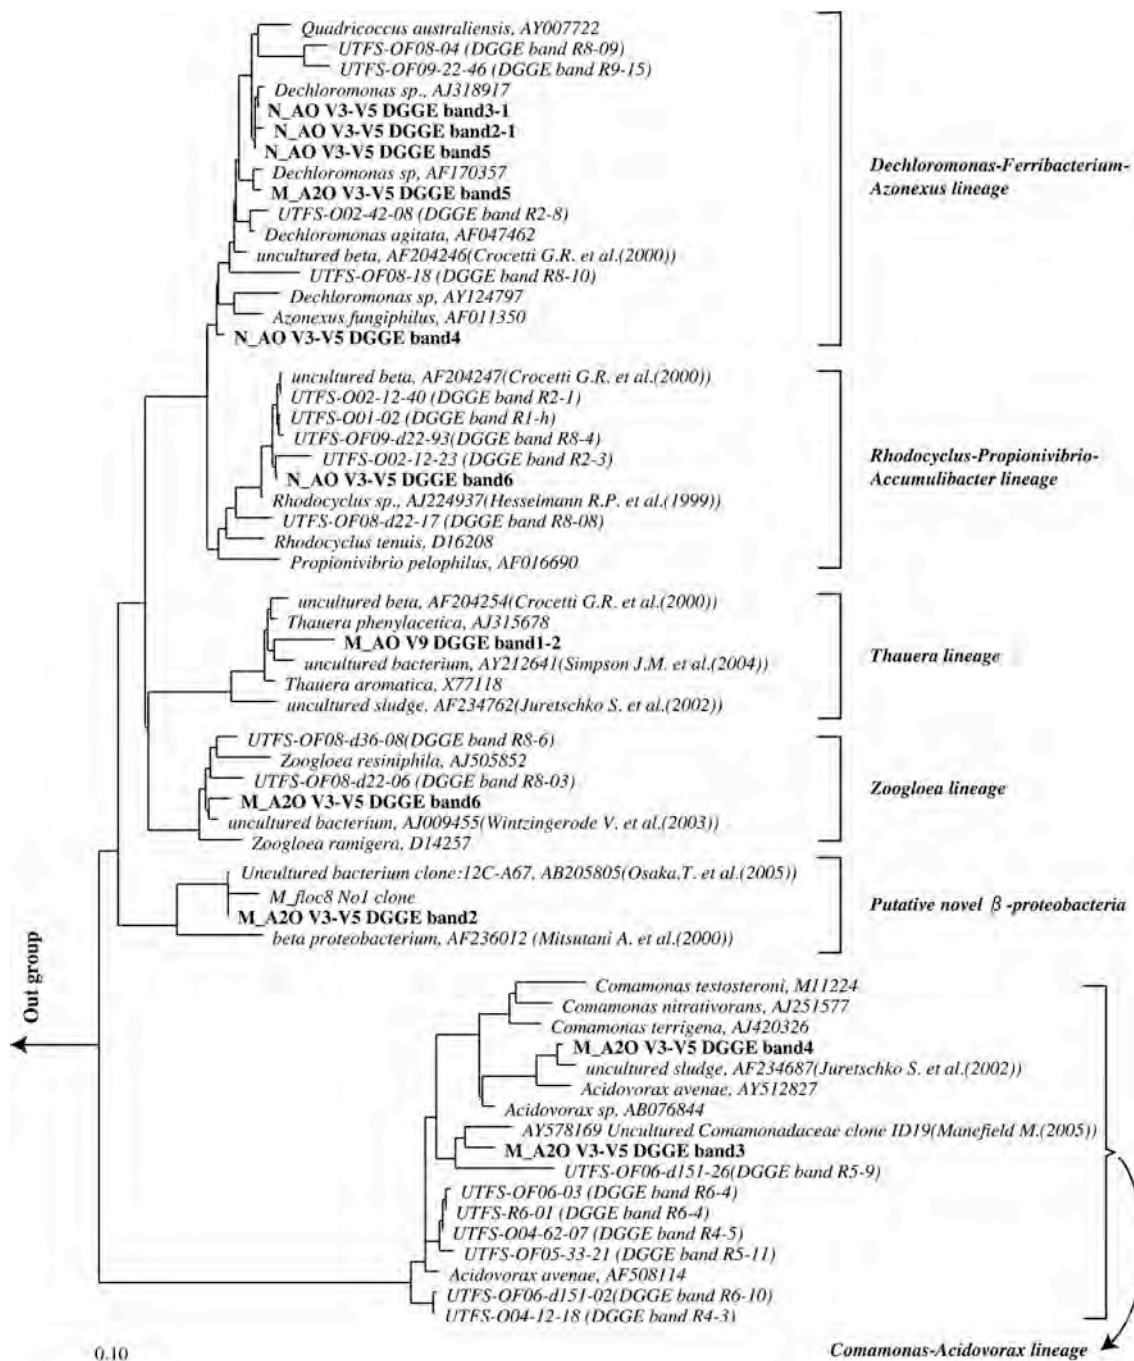 Quadricoccus australiensis, AY007722
UTFS-OF08-04 (DGGE band R8-09)
UTFS-OF09-22-46 (DGGE band R9-15)
Dechloromonas sp., AJ318917
N_AO V3-V5 DGGE band3-1
N_AO V3-V5 DGGE band2-1
N_AO V3-V5 DGGE band5
Dechloromonas sp, AF170357
M_A2O V3-V5 DGGE band5
UTFS-O02-42-08 (DGGE band R2-8)
Dechloromonas agitata, AF047462
uncultured beta, AF204246(Crocetti G.R. et al.(2000))
UTFS-OF08-18 (DGGE band R8-10)
Dechloromonas sp, AY124797
Azonexus fungiphilus, AF011350
N_AO V3-V5 DGGE band4
Dechloromonas-Ferribacterium-
Azonexus lineage
uncultured beta, AF204247(Crocetti G.R. et al.(2000))
UTFS-O02-12-40 (DGGE band R2-1)
UTFS-O01-02 (DGGE band R1-h)
UTFS-OF09-d22-93(DGGE band R8-4)
UTFS-O02-12-23 (DGGE band R2-3)
N_AO V3-V5 DGGE band6
Rhodocyclus sp., AJ224937(Hesselmann R.P. et al.(1999))
UTFS-OF08-d22-17 (DGGE band R8-08)
Rhodocyclus tenuis, D16208
Propionivibrio pelophilus, AF016690
Rhodocyclus-Propionivibrio-
Accumulibacter lineage
uncultured beta, AF204254(Crocetti G.R. et al.(2000))
Thauera phenylacetica, AJ315678
M_AO V9 DGGE band1-2
uncultured bacterium, AY212641(Simpson J.M. et al.(2004))
Thauera aromatica, X77118
uncultured sludge, AF234762(Juretschko S. et al.(2002))
Thauera lineage
UTFS-OF08-d36-08(DGGE band R8-6)
Zoogloea resiniphila, AJ505852
UTFS-OF08-d22-06 (DGGE band R8-03)
M_A2O V3-V5 DGGE band6
uncultured bacterium, AJ009455(Wintzingerode V. et al.(2003))
Zoogloea ramigera, D14257
Zoogloea lineage
Uncultured bacterium clone:12C-A67, AB205805(Osaka,T. et al.(2005))
M_floc8 No1 clone
M_A2O V3-V5 DGGE band2
beta proteobacterium, AF236012 (Mitsutani A. et al.(2000))
Putative novel β-proteobacteria
Out group
Comamonas testosteroni, M11224
Comamonas nitrativorans, AJ251577
Comamonas terrigena, AJ420326
M_A2O V3-V5 DGGE band4
uncultured sludge, AF234687(Juretschko S. et al.(2002))
Acidovorax avenae, AY512827
Acidovorax sp, AB076844
AY578169 Uncultured Comamonadaceae clone ID19(Manefield M.(2005))
M_A2O V3-V5 DGGE band3
UTFS-OF06-d151-26(DGGE band R5-9)
UTFS-OF06-03 (DGGE band R6-4)
UTFS-R6-01 (DGGE band R6-4)
UTFS-O04-62-07 (DGGE band R4-5)
UTFS-OF05-33-21 (DGGE band R5-11)
Acidovorax avenae, AF508114
UTFS-OF06-d151-02(DGGE band R6-10)
UTFS-O04-12-18 (DGGE band R4-3)
Comamonas-Acidovorax lineage
0.10